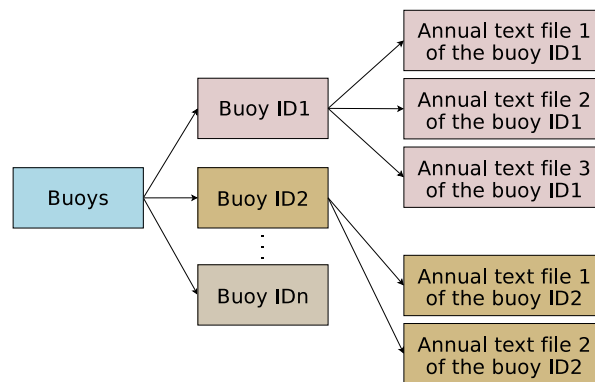 Buoys
Buoy ID1
Buoy ID2
Buoy IDn
Annual text file 1
of the buoy ID1
Annual text file 2
of the buoy ID1
Annual text file 3
of the buoy ID1
Annual text file 1
of the buoy ID2
Annual text file 2
of the buoy ID2